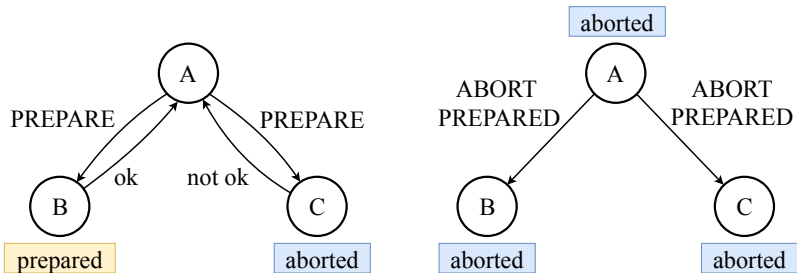 A
PREPARE
PREPARE
ok
not ok
B
C
prepared
aborted
aborted
A
ABORT
PREPARED
ABORT
PREPARED
B
C
aborted
aborted